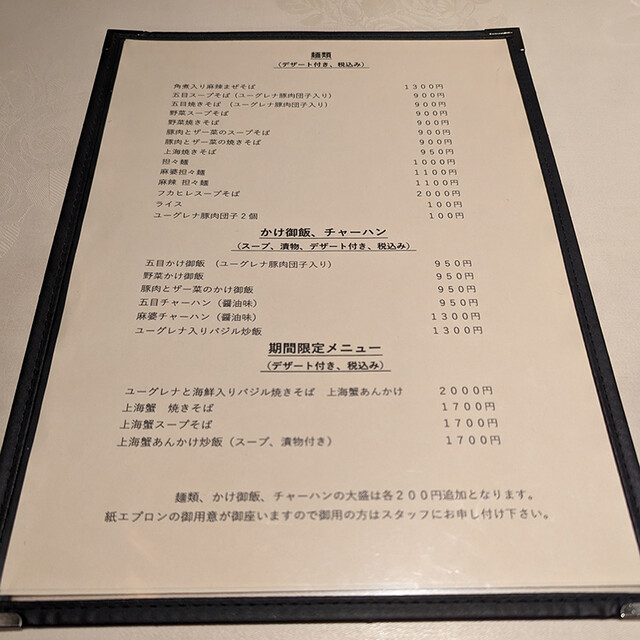 麺類
(デザート付き、税込み)
角煮入り麻辣まぜそば 1300円
五目スープそば(ユーグレナ豚肉団子入り) 900円
五目焼きそば (ユーグレナ豚肉団子入り) 900円
野菜スープそば 900円
野菜焼きそば 900円
豚肉とザー菜のスープそば 900円
豚肉とザー菜の焼きそば 900円
上海焼きそば 950円
担々麺 1000円
麻婆担々麺 1100円
麻辣 担々麺 1100円
フカヒレスープそば 2000円
ライス 100円
ユーグレナ豚肉団子2個 100円
かけ御飯、チャーハン
(スープ、漬物、デザート付き、税込み)
五目かけ御飯 (ユーグレナ豚肉団子入り) 950円
野菜かけ御飯 950円
豚肉とザー菜のかけ御飯 950円
五目チャーハン(醤油味) 950円
麻婆チャーハン(醤油味) 1300円
ユーグレナ入りバジル炒飯 1300円
期間限定メニュー
(デザート付き、税込み)
ユーグレナと海鮮入りバジル焼きそば 上海蟹あんかけ 2000円
上海蟹 焼きそば 1700円
上海蟹スープそば 1700円
上海蟹あんかけ炒飯(スープ、漬物付き) 1700円
麺類、かけ御飯、チャーハンの大盛は各200円追加となります。
紙エプロンの御用意が御座いますので御用の方はスタッフにお申し付け下さい。